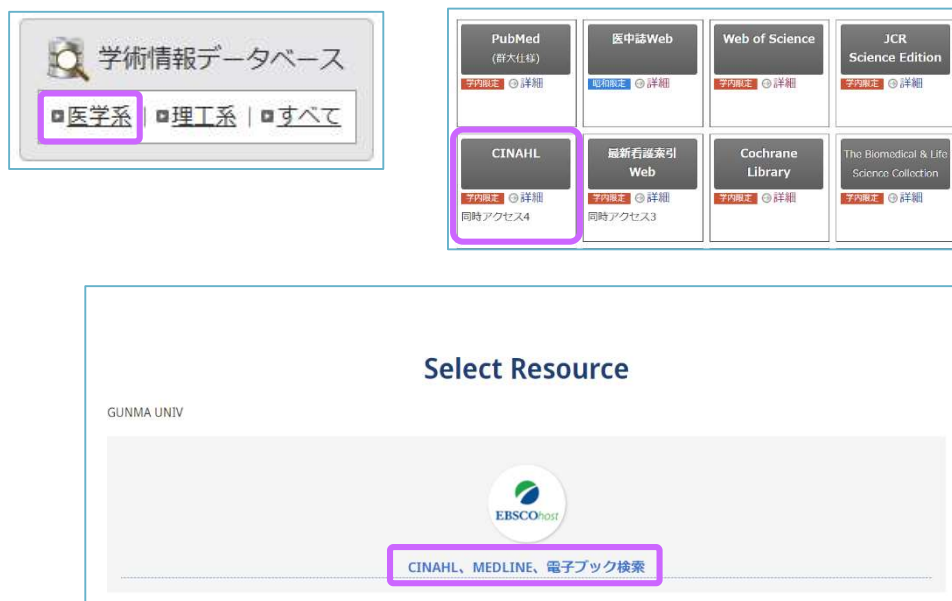 学術情報データベース
医学系 | 理工系 | すべて
PubMed
(群大仕様)
学内限定 詳細
医中誌Web
昭和限定 詳細
Web of Science
学内限定 詳細
JCR
Science Edition
学内限定 詳細
CINAHL
学内限定 詳細
同時アクセス4
最新看護索引
Web
学内限定 詳細
同時アクセス3
Cochrane
Library
学内限定 詳細
The Biomedical & Life
Science Collection
学内限定 詳細
Select Resource
GUNMA UNIV
EBSCOhost
CINAHL、MEDLINE、電子ブック検索